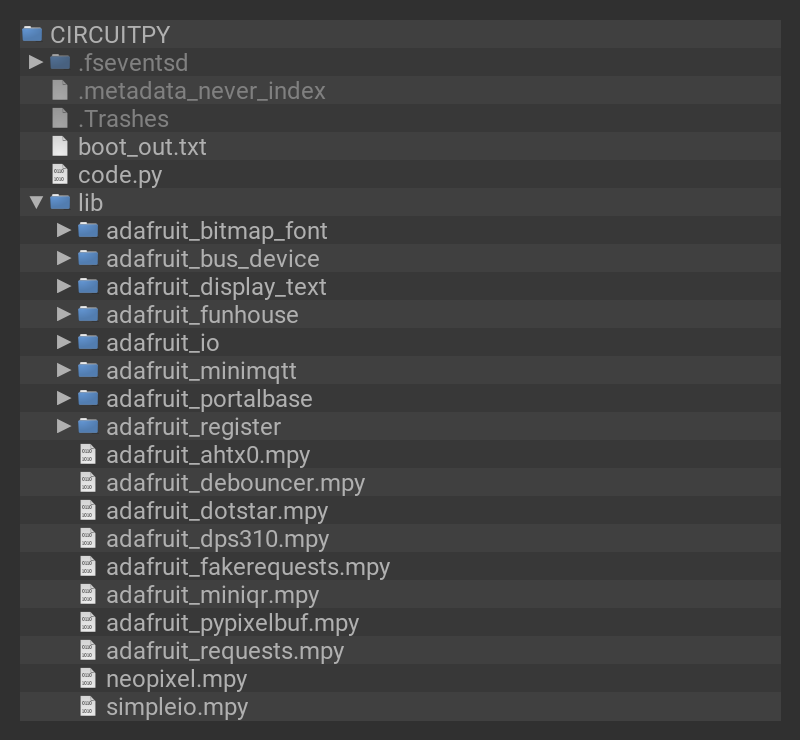 CIRCUITPY
.fseventsd
.metadata_never_index
.Trashes
boot_out.txt
code.py
lib
adafruit_bitmap_font
adafruit_bus_device
adafruit_display_text
adafruit_funhouse
adafruit_io
adafruit_minimqtt
adafruit_portalbase
adafruit_register
adafruit_ahtx0.mpy
adafruit_debouncer.mpy
adafruit_dotstar.mpy
adafruit_dps310.mpy
adafruit_fakerequests.mpy
adafruit_miniqr.mpy
adafruit_pypixelbuf.mpy
adafruit_requests.mpy
neopixel.mpy
simpleio.mpy